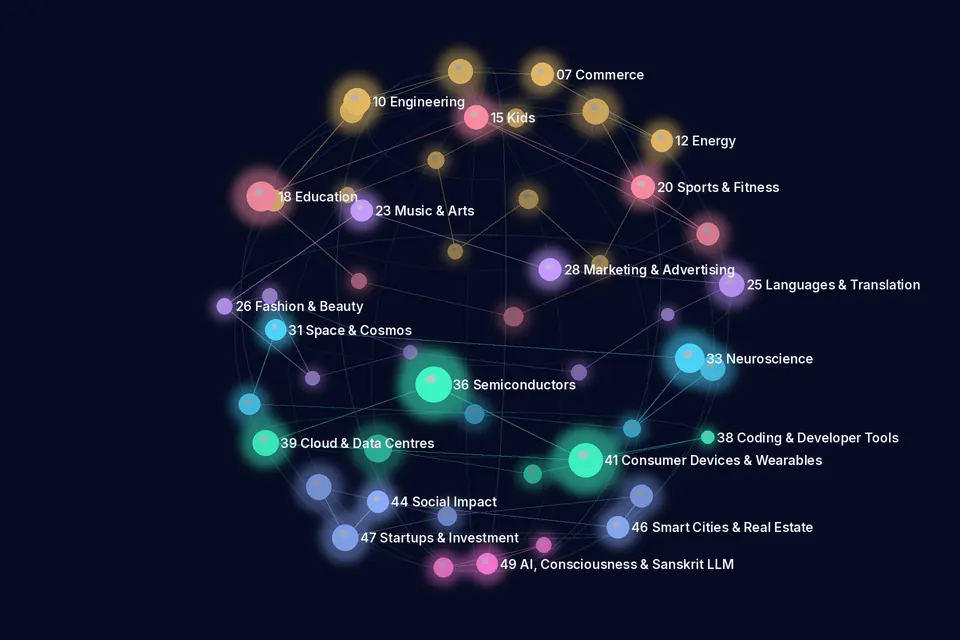 07 Commerce
10 Engineering
15 Kids
12 Energy
20 Sports & Fitness
18 Education
23 Music & Arts
28 Marketing & Advertising
25 Languages & Translation
26 Fashion & Beauty
31 Space & Cosmos
33 Neuroscience
36 Semiconductors
38 Coding & Developer Tools
39 Cloud & Data Centres
41 Consumer Devices & Wearables
44 Social Impact
46 Smart Cities & Real Estate
47 Startups & Investment
49 AI, Consciousness & Sanskrit LLM